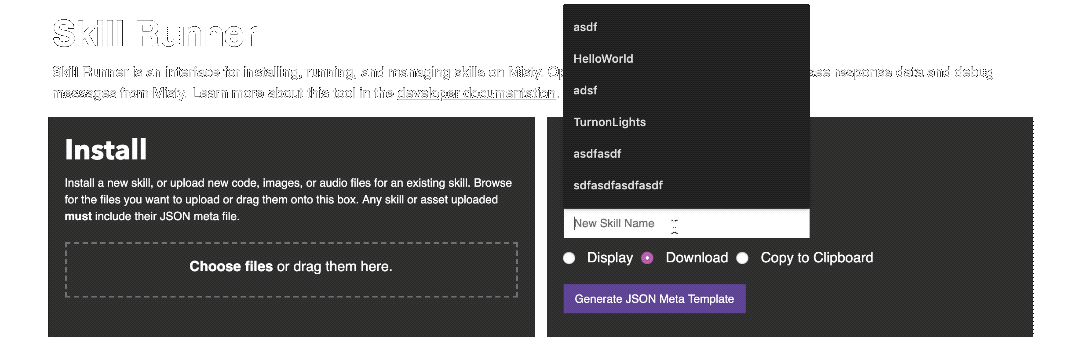 Skill Runner
Skill Runner is an interface for installing, running, and managing skills on Misty. response data and debug
messages from Misty. Learn more about this tool in the developer documentation.
asdf
HelloWorld
adsf
TurnonLights
asdfasdf
sdfasdfasdfasdf
Install
Install a new skill, or upload new code, images, or audio files for an existing skill. Browse
for the files you want to upload or drag them onto this box. Any skill or asset uploaded
must include their JSON meta file.
Choose files or drag them here.
New Skill Name
Display Download Copy to Clipboard
Generate JSON Meta Template